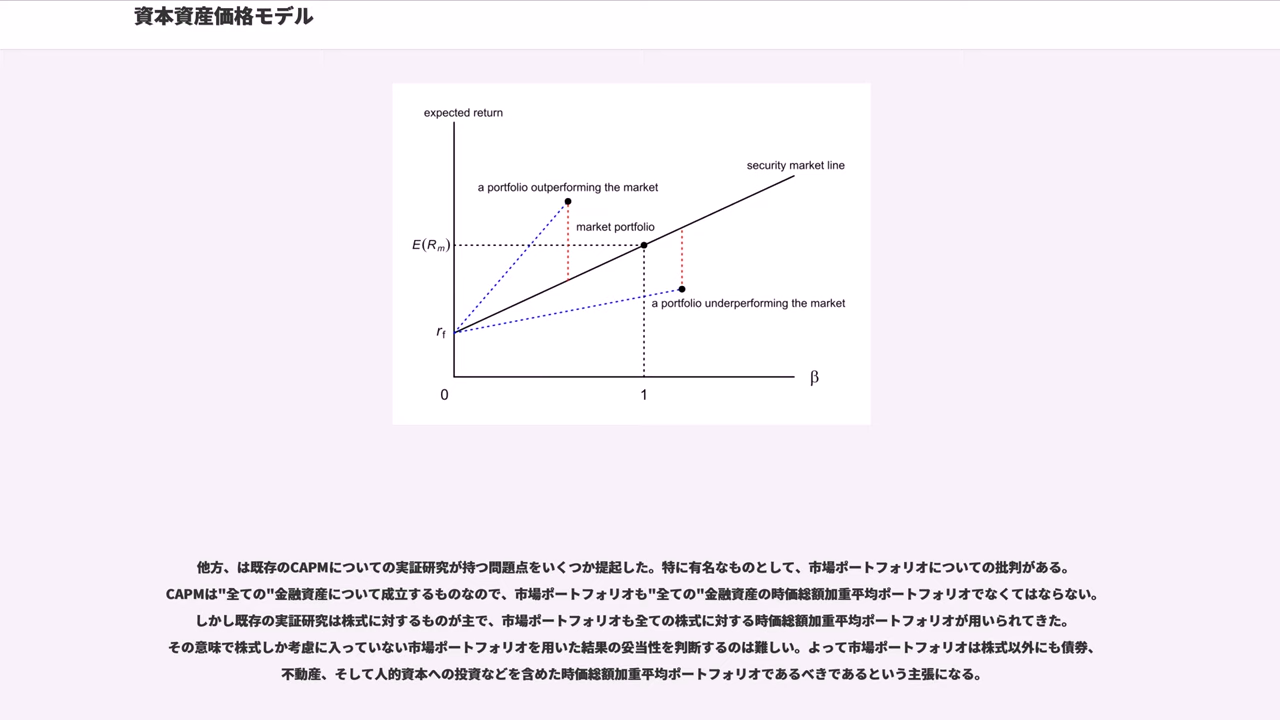 資本資産価格モデル
expected return
security market line
a portfolio outperforming the market
market portfolio
E(Rm)
a portfolio underperforming the market
rf
β
0
1
他方、は既存のCAPMについての実証研究が持つ問題点をいくつか提起した。特に有名なものとして、市場ポートフォリオについての批判がある。
CAPMは"全ての"金融資産について成立するものなので、市場ポートフォリオも"全ての"金融資産の時価総額加重平均ポートフォリオでなくてはならない。
しかし既存の実証研究は株式に対するものが主で、市場ポートフォリオも全ての株式に対する時価総額加重平均ポートフォリオが用いられてきた。
その意味で株式しか考慮に入っていない市場ポートフォリオを用いた結果の妥当性を判断するのは難しい。よって市場ポートフォリオは株式以外にも債券、
不動産、そして人的資本への投資などを含めた時価総額加重平均ポートフォリオであるべきであるという主張になる。